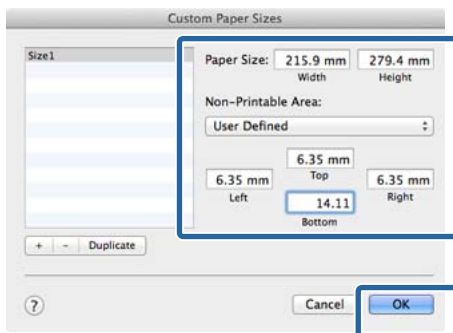 Custom Paper Sizes
Size1
Paper Size: 215.9 mm 279.4 mm
Width Height
Non-Printable Area:
User Defined
6.35 mm
Top
6.35 mm 6.35 mm
Left Right
14.11
Bottom
+ - Duplicate
? Cancel OK